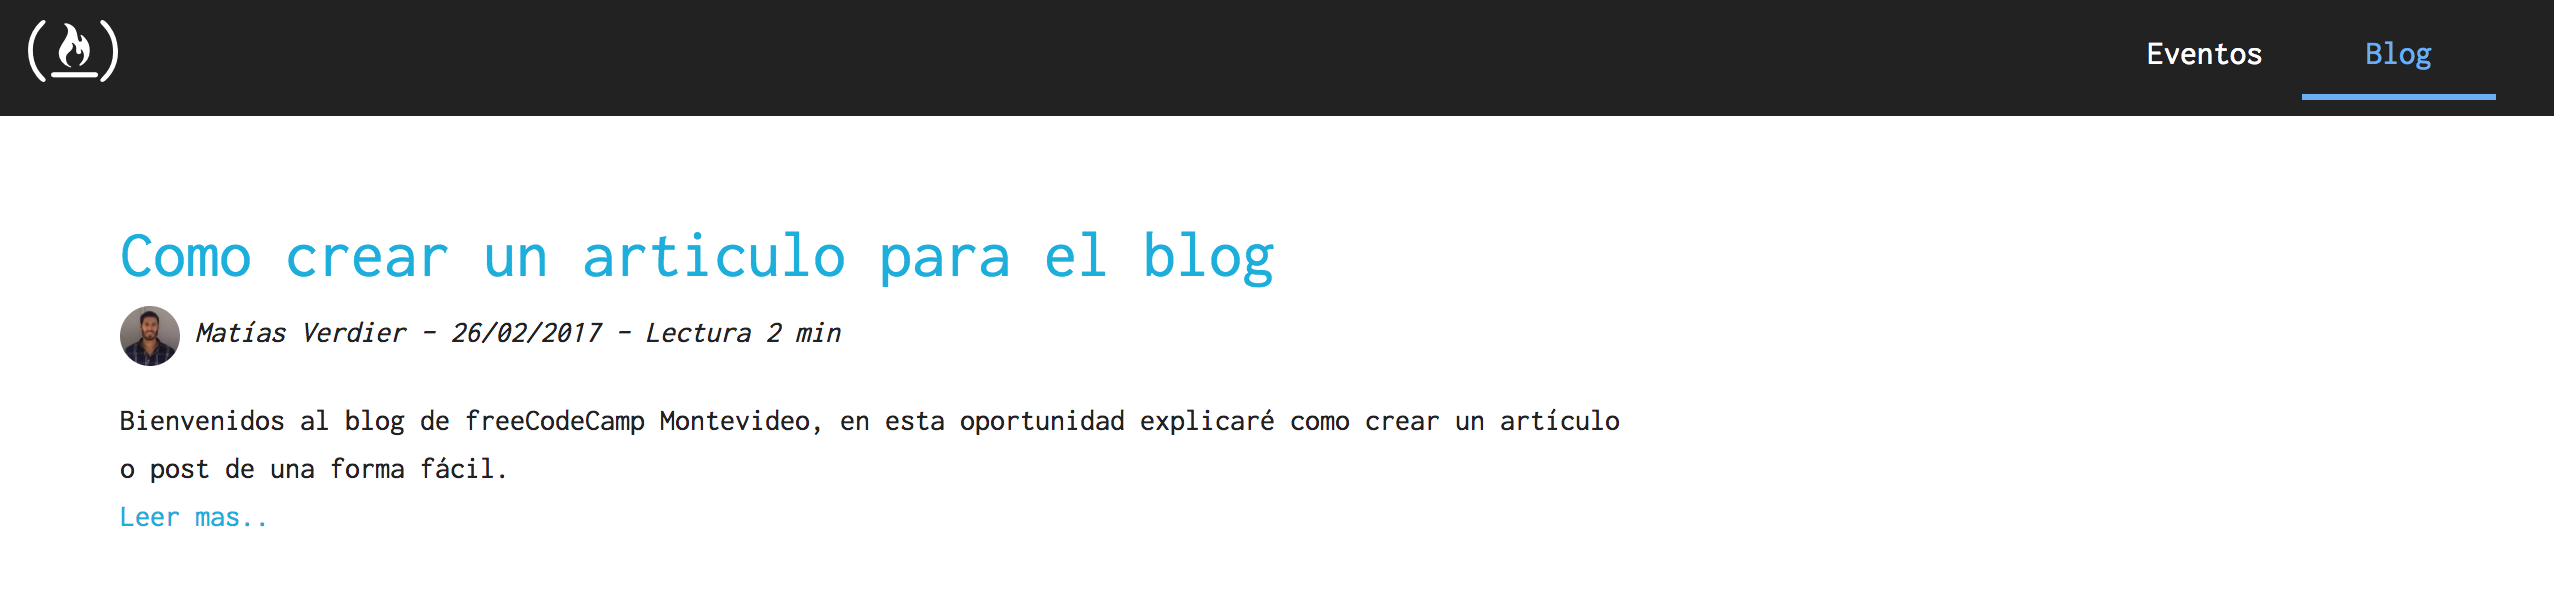 Eventos Blog
Como crear un articulo para el blog
Matías Verdier - 26/02/2017 - Lectura 2 min
Bienvenidos al blog de freeCodeCamp Montevideo, en esta oportunidad explicaré como crear un artículo
o post de una forma fácil.
Leer mas..